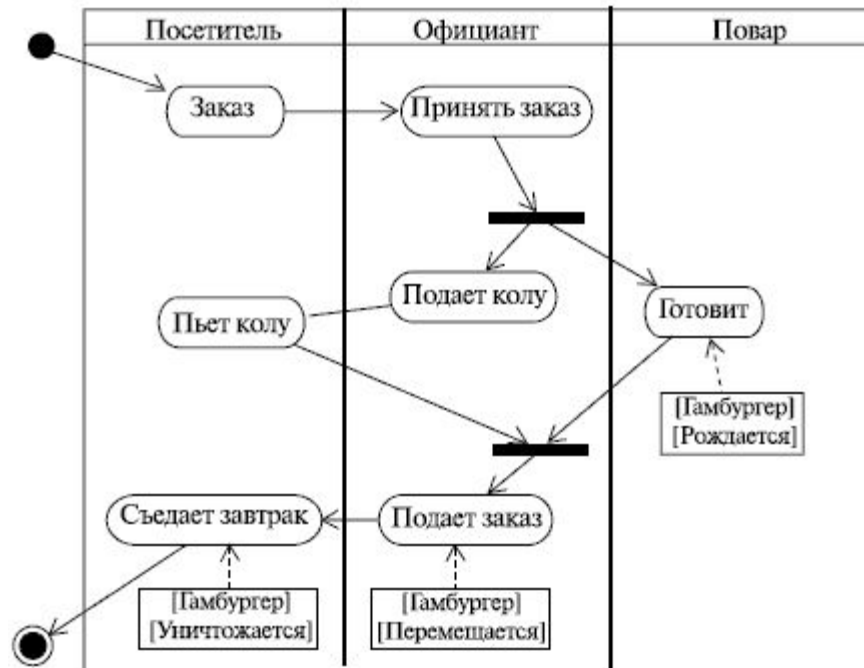 Посетитель
Официант
Повар
Заказ
Принять заказ
Подает колу
Готовит
Пьет колу
[Гамбургер]
[Рождается]
Съедает завтрак
Подает заказ
[Гамбургер]
[Уничтожается]
[Гамбургер]
[Перемещается]